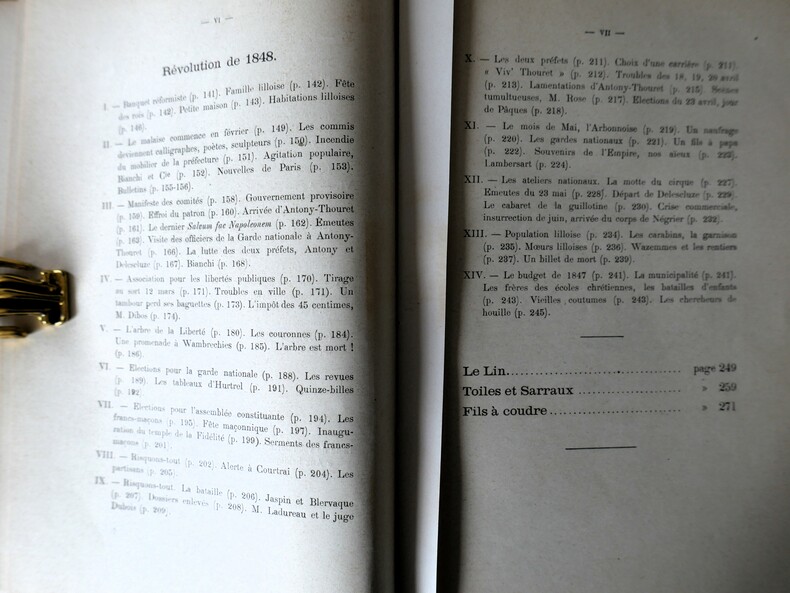 — VI —
Révolution de 1848.
I. — Banquet réformiste (p. 141). Famille lilloise (p. 142). Fête
des rois (p. 142). Petite maison (p. 143). Habitations lilloises
(p. 146).
II. — Le malaise commence en février (p. 149). Les commis
deviennent calligraphes, poètes, sculpteurs (p. 150). Incendie
du mobilier de la préfecture (p. 151). Agitation populaire,
Bianchi et Cie (p. 152). Nouvelles de Paris (p. 153).
Bulletins (p. 155-156).
III. — Manifeste des comités (p. 158). Gouvernement provisoire
(p. 159). Effroi du patron (p. 160). Arrivée d'Antony-Thouret
(p. 161). Le dernier Salvum fac Napoleonem (p. 162). Emeutes
(p. 163). Visite des officiers de la Garde nationale à Antony-
Thouret (p. 166). La lutte des deux préfets, Antony et
Delescluze (p. 167). Bianchi (p. 168).
IV. — Association pour les libertés publiques (p. 170). Tirage
au sort 12 mars (p. 171). Troubles en ville (p. 171). Un
tambour perd ses baguettes (p. 173). L'impôt des 45 centimes,
M. Dibos (p. 174).
V. — L'arbre de la Liberté (p. 180). Les couronnes (p. 184).
Une promenade à Wambrechies (p. 185). L'arbre est mort !
(p. 186).
VI. — Elections pour la garde nationale (p. 188). Les revues
(p. 189). Les tableaux d'Hurtrel (p. 191). Quinze-billes
(p. 192).
VII. — Elections pour l'assemblée constituante (p. 194). Les
francs-maçons (p. 195). Fête maçonnique (p. 197). Inaugu-
ration du temple de la Fidélité (p. 199). Serments des francs-
maçons (p. 201).
VIII. — Risquons-tout (p. 202). Alerte à Courtrai (p. 204). Les
partisans (p. 205).
IX. — Risquons-tout. La bataille (p. 206). Jaspin et Blervaque
(p. 207). Dossiers enlevés (p. 208). M. Ladureau et le juge
Dubois (p. 209).
— VII —
X. — Les deux préfets (p. 211). Choix d'une carrière (p. 211).
« Viv' Thouret » (p. 212). Troubles des 18, 19, 20 avril
(p. 213). Lamentations d'Antony-Thouret (p. 215). Scènes
tumultueuses, M. Rose (p. 217). Elections du 23 avril, jour
de Pâques (p. 218).
XI. — Le mois de Mai, l'Arbonnoise (p. 219). Un naufrage
(p. 220). Les gardes nationaux (p. 221). Un fils à papa
(p. 222). Souvenirs de l'Empire, nos aïeux (p. 223).
Lambersart (p. 224).
XII. — Les ateliers nationaux. La motte du cirque (p. 227).
Emeutes du 23 mai (p. 228). Départ de Delescluze (p. 229).
Le cabaret de la guillotine (p. 230). Crise commerciale,
insurrection de juin, arrivée du corps de Négrier (p. 232).
XIII. — Population lilloise (p. 234). Les carabins, la garnison
(p. 235). Mœurs lilloises (p. 236). Wazemmes et les rentiers
(p. 237). Un billet de mort (p. 239).
XIV. — Le budget de 1847 (p. 241). La municipalité (p. 241).
Les frères des écoles chrétiennes, les batailles d'enfants
(p. 243). Vieilles coutumes (p. 243). Les chercheurs de
houille (p. 245).
Le Lin.............................. page 249
Toiles et Sarraux .................. » 259
Fils à coudre....................... » 271